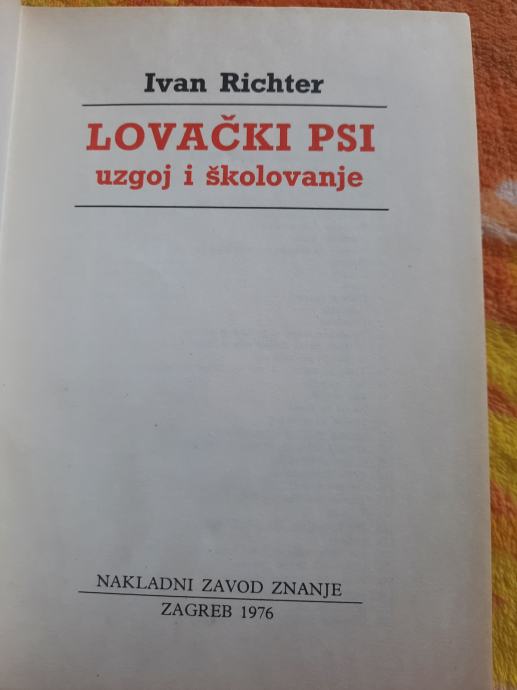 Ivan Richter
LOVAČKI PSI
uzgoj i školovanje
NAKLADNI ZAVOD ZNANJE
ZAGREB 1976